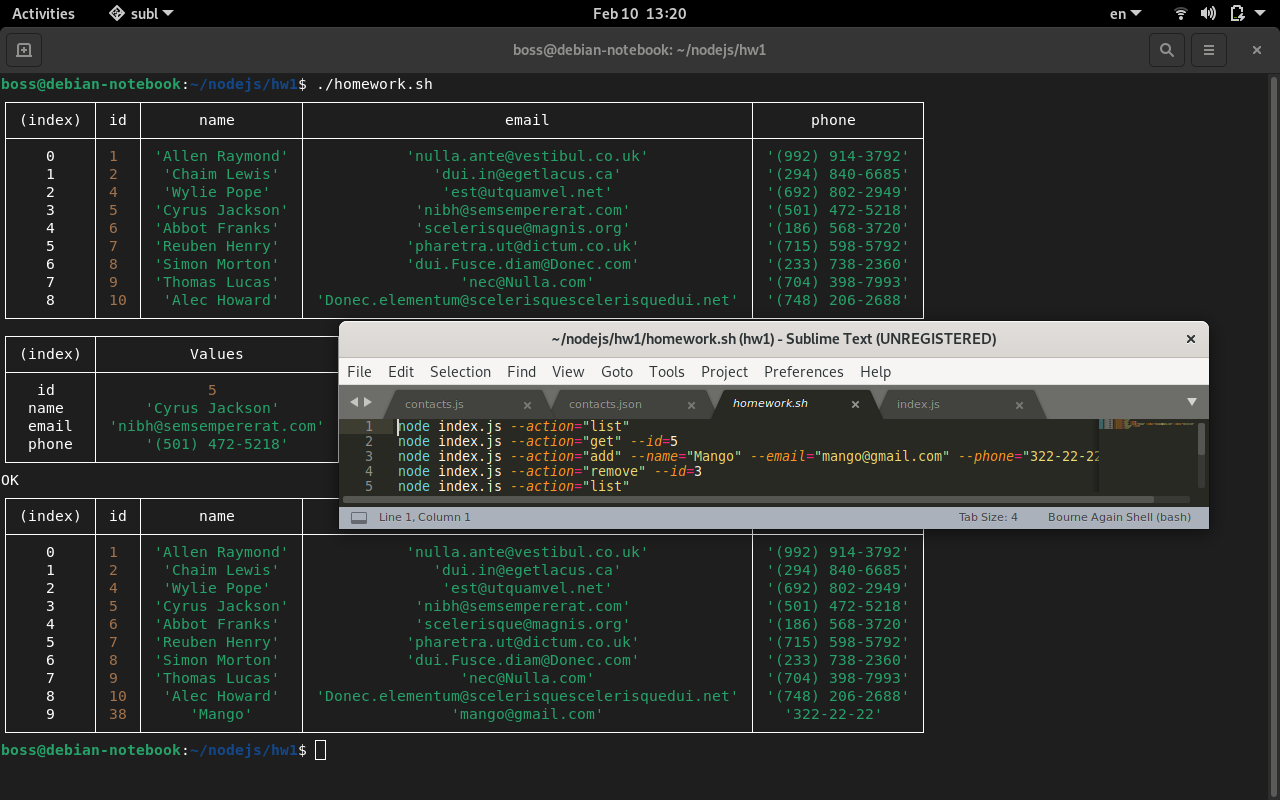 Activities subl Feb 10 13:20 en
boss@debian-notebook: ~/nodejs/hw1
boss@debian-notebook:~/nodejs/hw1$ ./homework.sh
(index) id name email phone
0 1 'Allen Raymond' 'nulla.ante@vestibul.co.uk' '(992) 914-3792'
1 2 'Chaim Lewis' 'dui.in@egetlacus.ca' '(294) 840-6685'
2 4 'Wylie Pope' 'est@utquamvel.net' '(692) 802-2949'
3 5 'Cyrus Jackson' 'nibh@semsempererat.com' '(501) 472-5218'
4 6 'Abbot Franks' 'scelerisque@magnis.org' '(186) 568-3720'
5 7 'Reuben Henry' 'pharetra.ut@dictum.co.uk' '(715) 598-5792'
6 8 'Simon Morton' 'dui.Fusce.diam@Donec.com' '(233) 738-2360'
7 9 'Thomas Lucas' 'nec@Nulla.com' '(704) 398-7993'
8 10 'Alec Howard' 'Donec.elementum@scelerisquescelerisquedui.net' '(748) 206-2688'
(index) Values
id 5
name 'Cyrus Jackson'
email 'nibh@semsempererat.com'
phone '(501) 472-5218'
OK
~/nodejs/hw1/homework.sh (hw1) - Sublime Text (UNREGISTERED)
File Edit Selection Find View Goto Tools Project Preferences Help
contacts.js contacts.json homework.sh index.js
1 node index.js --action="list"
2 node index.js --action="get" --id=5
3 node index.js --action="add" --name="Mango" --email="mango@gmail.com" --phone="322-22-22
4 node index.js --action="remove" --id=3
5 node index.js --action="list"
Line 1, Column 1 Tab Size: 4 Bourne Again Shell (bash)
(index) id name
0 1 'Allen Raymond' 'nulla.ante@vestibul.co.uk' '(992) 914-3792'
1 2 'Chaim Lewis' 'dui.in@egetlacus.ca' '(294) 840-6685'
2 4 'Wylie Pope' 'est@utquamvel.net' '(692) 802-2949'
3 5 'Cyrus Jackson' 'nibh@semsempererat.com' '(501) 472-5218'
4 6 'Abbot Franks' 'scelerisque@magnis.org' '(186) 568-3720'
5 7 'Reuben Henry' 'pharetra.ut@dictum.co.uk' '(715) 598-5792'
6 8 'Simon Morton' 'dui.Fusce.diam@Donec.com' '(233) 738-2360'
7 9 'Thomas Lucas' 'nec@Nulla.com' '(704) 398-7993'
8 10 'Alec Howard' 'Donec.elementum@scelerisquescelerisquedui.net' '(748) 206-2688'
9 38 'Mango' 'mango@gmail.com' '322-22-22'
boss@debian-notebook:~/nodejs/hw1$